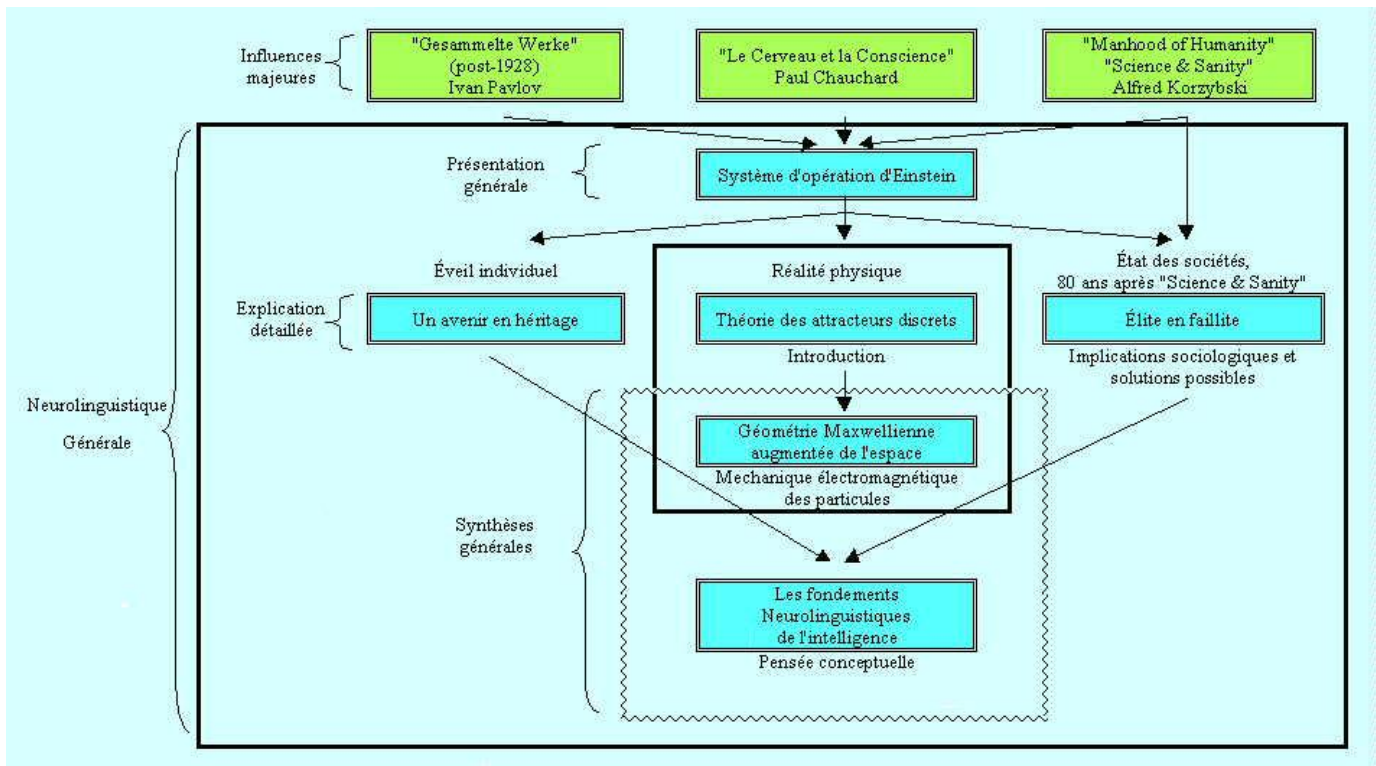 Influences
majeures
"Gesammelte Werke"
(post-1928)
Ivan Pavlov
"Le Cerveau et la Conscience"
Paul Chauchard
"Manhood of Humanity"
"Science & Sanity"
Alfred Korzybski
Présentation
générale
Système d'opération d'Einstein
Éveil individuel
Réalité physique
État des sociétés,
80 ans après "Science & Sanity"
Explication
détaillée
Un avenir en héritage
Théorie des attracteurs discrets
Élite en faillite
Introduction
Implications sociologiques et
solutions possibles
Neurolinguistique
Générale
Géométrie Maxwellienne
augmentée de l'espace
Mechanique électromagnétique
des particules
Synthèses
générales
Les fondements
Neurolinguistiques
de l'intelligence
Pensée conceptuelle